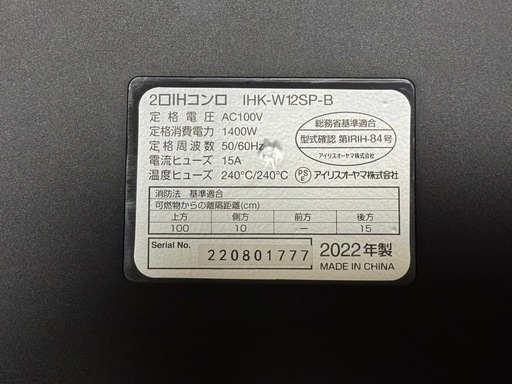 2口IHコンロ IHK-W12SP-B
定格電圧 AC100V
定格消費電力 1400W
定格周波数 50/60Hz
電流ヒューズ 15A
温度ヒューズ 240℃/240℃
総務省基準適合
型式確認 第IRIH-84号
アイリスオーヤマ株式会社
PSE アイリスオーヤマ株式会社
消防法 基準適合
可燃物からの離隔距離(cm)
上方 側方 前方 後方
100 10 — 15
Serial No. 220801777
2022年製
MADE IN CHINA